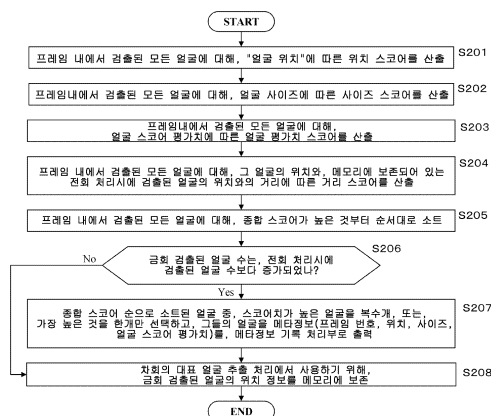 START
프레임 내에서 검출된 모든 얼굴에 대해, "얼굴 위치"에 따른 위치 스코어를 산출
S201
프레임내에서 검출된 모든 얼굴에 대해, 얼굴 사이즈에 따른 사이즈 스코어를 산출
S202
프레임내에서 검출된 모든 얼굴에 대해,
얼굴 스코어 평가치에 따른 얼굴 평가치 스코어를 산출
S203
프레임 내에서 검출된 모든 얼굴에 대해, 그 얼굴의 위치와, 메모리에 보존되어 있는
전회 처리시에 검출된 얼굴의 위치와의 거리에 따른 거리 스코어를 산출
S204
프레임 내에서 검출된 모든 얼굴에 대해, 종합 스코어가 높은 것부터 순서대로 소트
S205
금회 검출된 얼굴 수는, 전회 처리시에
검출된 얼굴 수보다 증가되었나?
S206
No
Yes
종합 스코어 순으로 소트된 얼굴 중, 스코어치가 높은 얼굴을 복수개, 또는,
가장 높은 것을 한개만 선택하고, 그들의 얼굴을 메타정보(프레임 번호, 위치, 사이즈,
얼굴 스코어 평가치)를, 메타정보 기록 처리부로 출력
S207
차회의 대표 얼굴 추출 처리에서 사용하기 위해,
금회 검출된 얼굴의 위치 정보를 메모리에 보존
S208
END